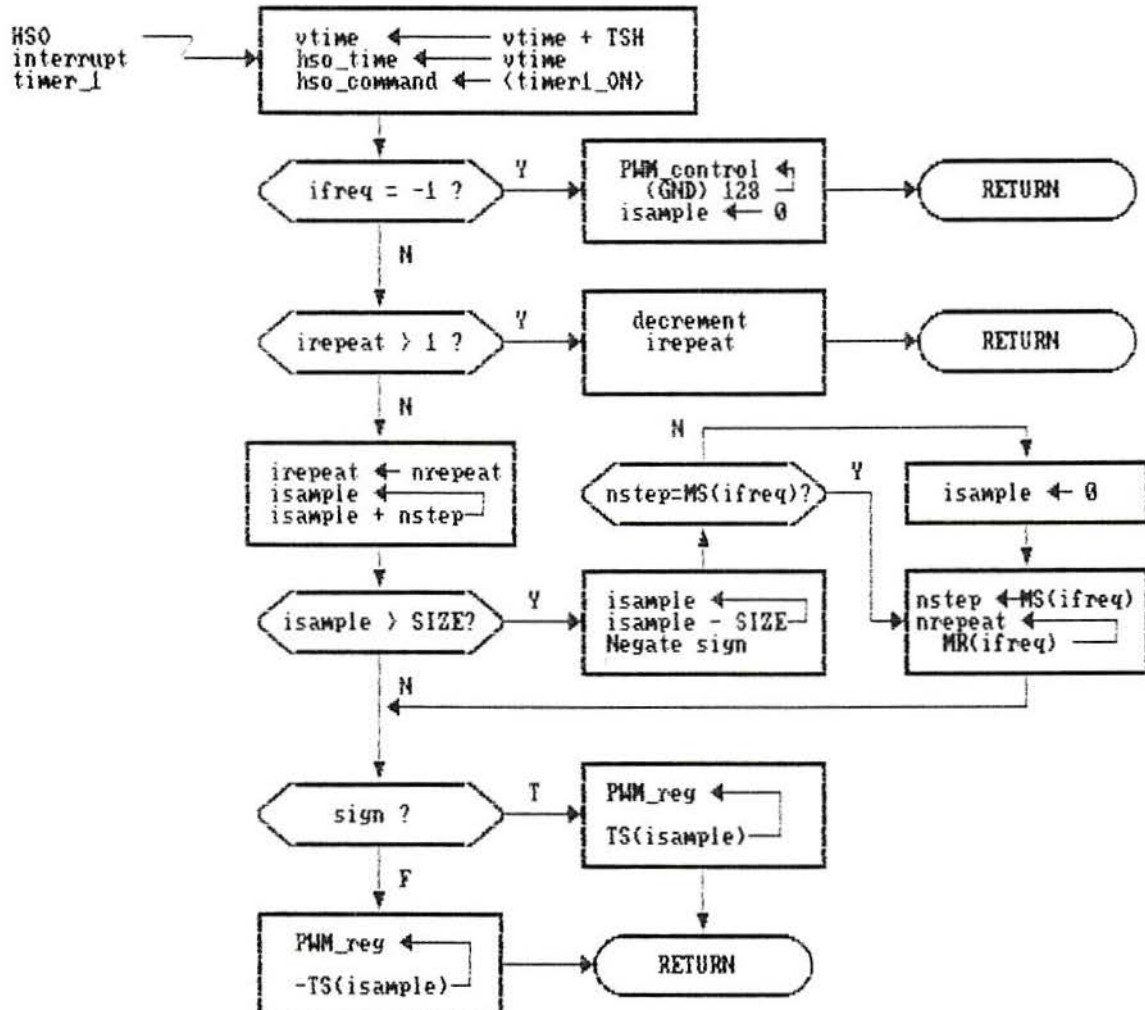 HSO
interrupt
timer_1
vtime ← vtime + TSH
hso_time ← vtime
hso_command ← (timer1_ON)
ifreq = -1 ?
Y
PWM_control
(GND) 128
isample ← 0
RETURN
N
irepeat > 1 ?
Y
decrement
irepeat
RETURN
N
irepeat ← nrepeat
isample
isample + nstep
N
nstep=MS(ifreq)?
Y
isample ← 0
isample > SIZE?
Y
isample
isample - SIZE
Negate sign
nstep ← MS(ifreq)
nrepeat
MR(ifreq)
N
sign ?
T
PWM_reg
TS(isample)
F
PWM_reg
-TS(isample)
RETURN